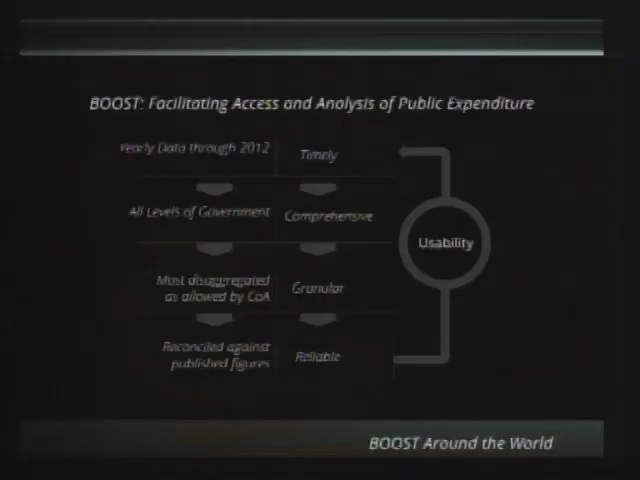 BOOST: Facilitating Access and Analysis of Public Expenditure
Yearly Data through 2012
Timely
All Levels of Government
Comprehensive
Usability
Most disaggregated
as allowed by CoA
Granular
Reconciled against
published figures
Reliable
BOOST Around the World